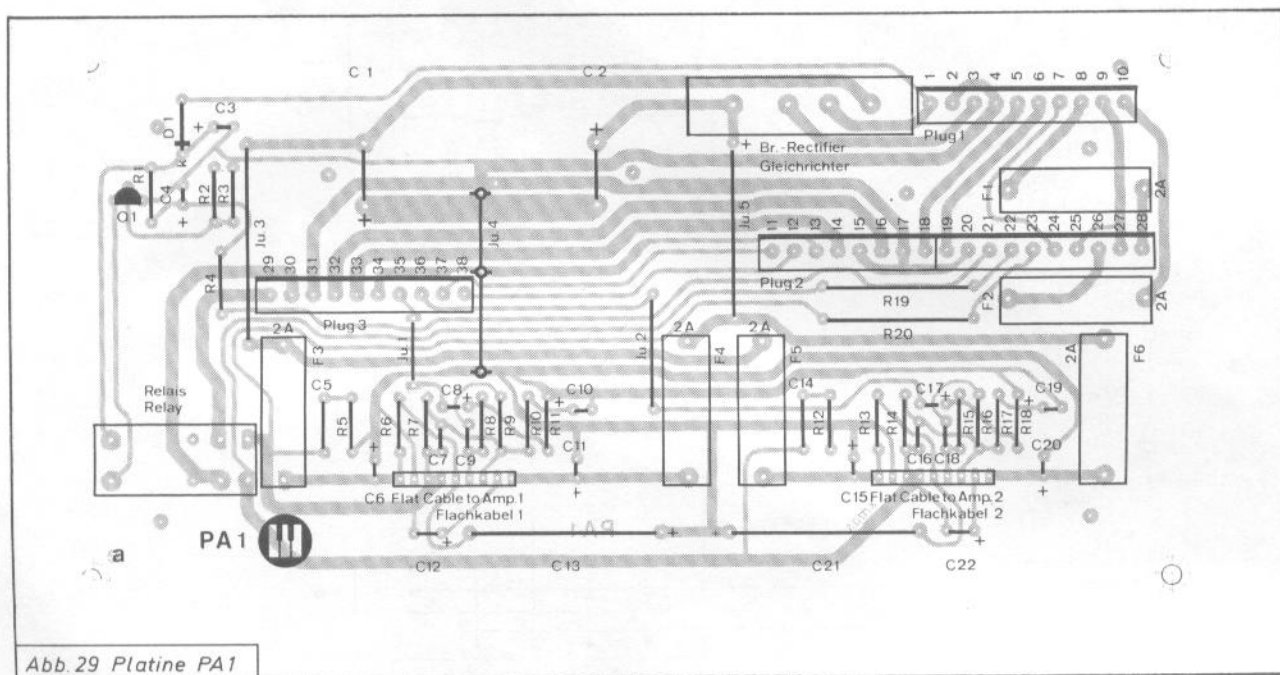 C 1
C 2
1 2 3 4 5 6 7 8 9 10
Plug 1
D 1
+ C3
k
R1
C4
R2
R3
Q1
+
Ju.3
+
+
Ju.4
+ Br.-Rectifier
Gleichrichter
Ju.5
F1
2A
11 12 13 14 15 16 17 18 19 20 21 22 23 24 25 26 27 28
Plug 2
R4
29 30 31 32 33 34 35 36 37 38
Plug 3
R19
R20
F2
2A
2A
F3
Ju.1
Ju.2
2A
F4
2A
F5
2A
F6
Relais
Relay
C5
R5
R6
R7
C8
+
R8
R9
R10
R11
C10
C11
+
C7 C9
+
C14
R12
R13
R14
C17
+
R15
R16
R17
R18
+
C19
C20
+
C16 C18
C6 Flat Cable to Amp.1
Flachkabel 1
C15 Flat Cable to Amp.2
Flachkabel 2
PA1
PA1
a
+
C12
C13
+
+
C21
C22
+
Abb. 29 Platine PA1